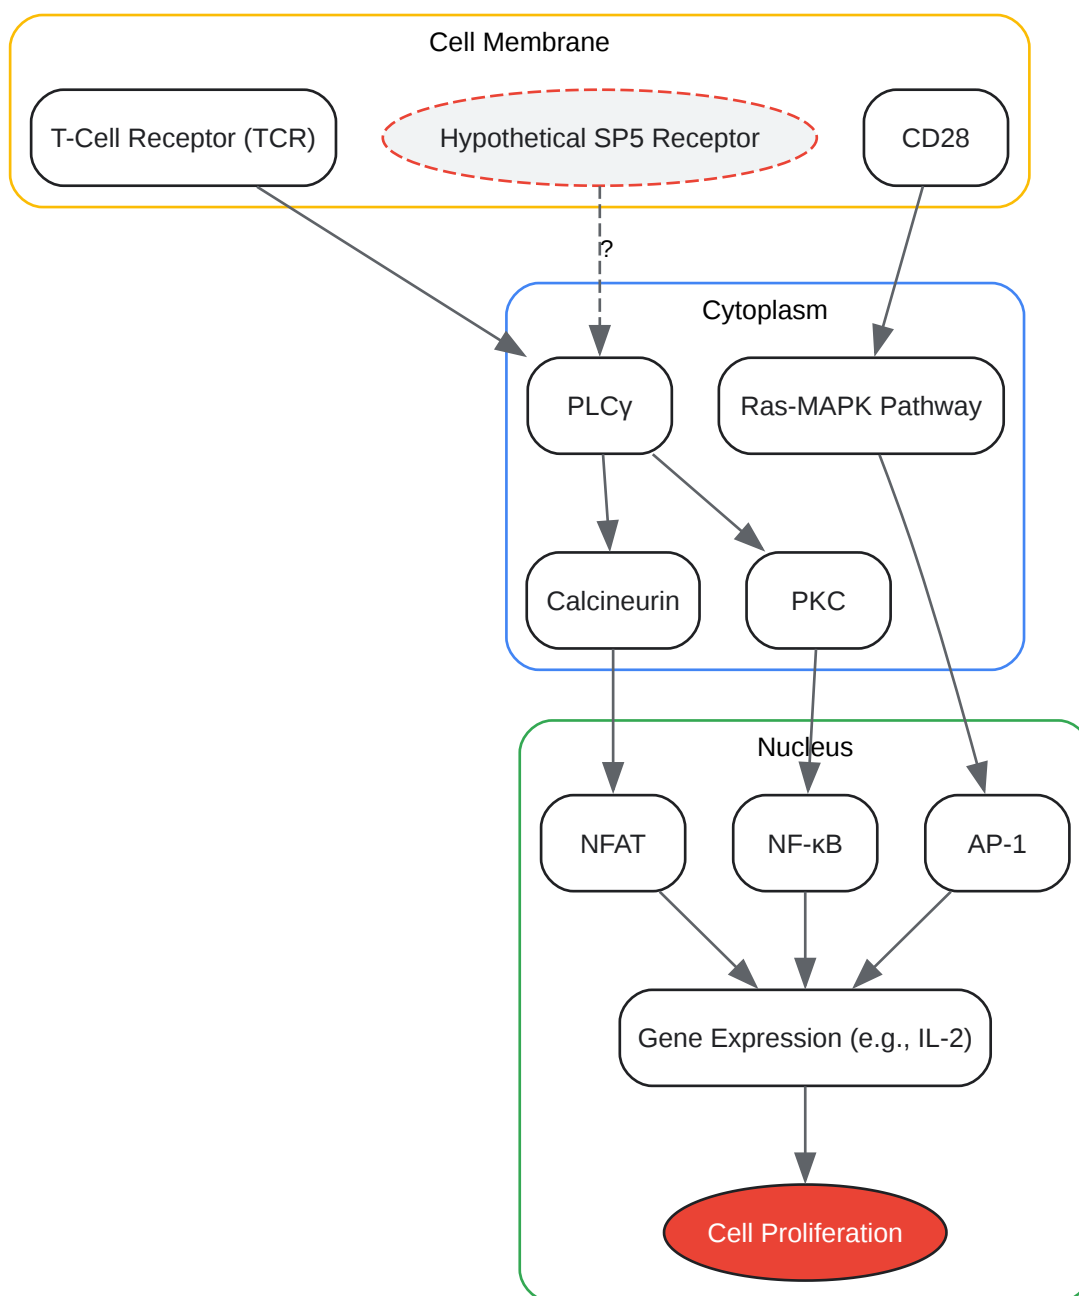 Cell Membrane
T-Cell Receptor (TCR)
Hypothetical SP5 Receptor
CD28
?
Cytoplasm
PLCγ
Ras-MAPK Pathway
Calcineurin
PKC
Nucleus
NFAT
NF-κB
AP-1
Gene Expression (e.g., IL-2)
Cell Proliferation